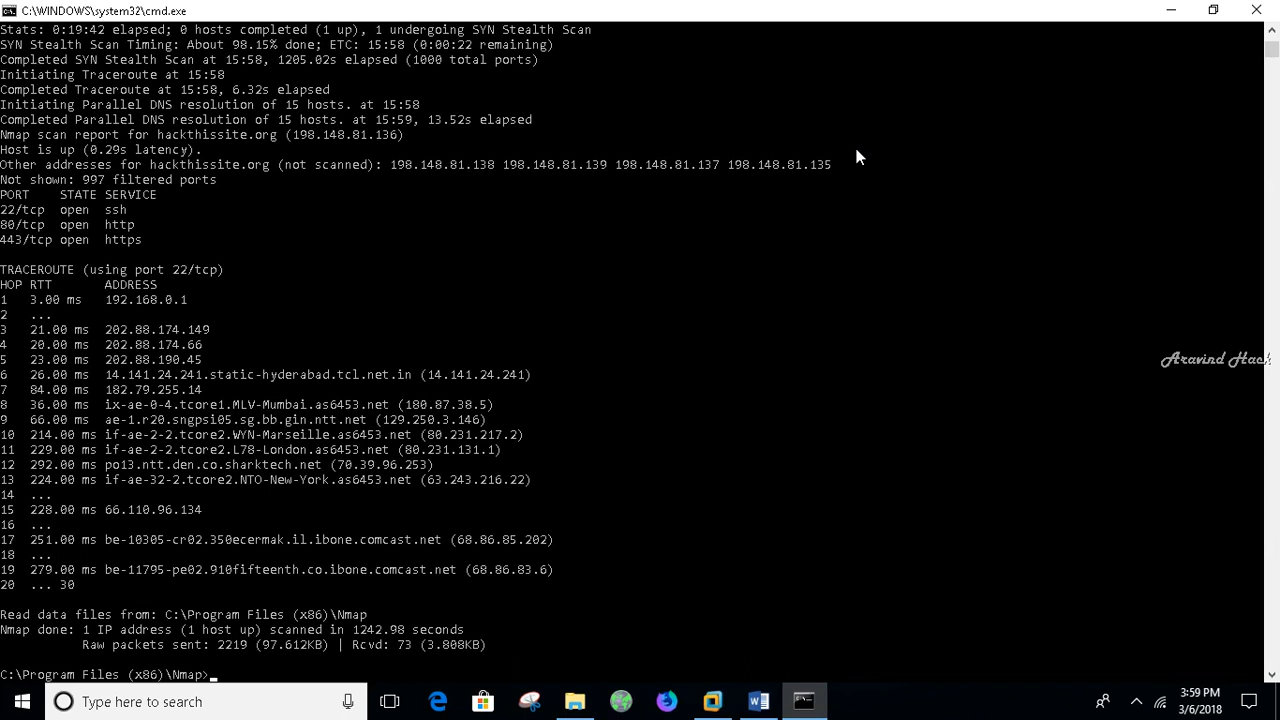 C:\WINDOWS\system32\cmd.exe
Stats: 0:19:42 elapsed; 0 hosts completed (1 up), 1 undergoing SYN Stealth Scan
SYN Stealth Scan Timing: About 98.15% done; ETC: 15:58 (0:00:22 remaining)
Completed SYN Stealth Scan at 15:58, 1205.02s elapsed (1000 total ports)
Initiating Traceroute at 15:58
Completed Traceroute at 15:58, 6.32s elapsed
Initiating Parallel DNS resolution of 15 hosts. at 15:58
Completed Parallel DNS resolution of 15 hosts. at 15:59, 13.52s elapsed
Nmap scan report for hackthissite.org (198.148.81.136)
Host is up (0.29s latency).
Other addresses for hackthissite.org (not scanned): 198.148.81.138 198.148.81.139 198.148.81.137 198.148.81.135
Not shown: 997 filtered ports
PORT    STATE SERVICE
22/tcp  open  ssh
80/tcp  open  http
443/tcp open  https
TRACEROUTE (using port 22/tcp)
HOP RTT       ADDRESS
1   3.00 ms   192.168.0.1
2   ...
3   21.00 ms  202.88.174.149
4   20.00 ms  202.88.174.66
5   23.00 ms  202.88.190.45
6   26.00 ms  14.141.24.241.static-hyderabad.tcl.net.in (14.141.24.241)
7   84.00 ms  182.79.255.14
8   36.00 ms  ix-ae-0-4.tcore1.MLV-Mumbai.as6453.net (180.87.38.5)
9   66.00 ms  ae-1.r20.sngpsi05.sg.bb.gin.ntt.net (129.250.3.146)
10  214.00 ms if-ae-2-2.tcore2.WYN-Marseille.as6453.net (80.231.217.2)
11  229.00 ms if-ae-2-2.tcore2.L78-London.as6453.net (80.231.131.1)
12  292.00 ms po13.ntt.den.co.sharktech.net (70.39.96.253)
13  224.00 ms if-ae-32-2.tcore2.NTO-New-York.as6453.net (63.243.216.22)
14  ...
15  228.00 ms 66.110.96.134
16  ...
17  251.00 ms be-10305-cr02.350ecermak.il.ibone.comcast.net (68.86.85.202)
18  ...
19  279.00 ms be-11795-pe02.910fifteenth.co.ibone.comcast.net (68.86.83.6)
20  ... 30
Read data files from: C:\Program Files (x86)\Nmap
Nmap done: 1 IP address (1 host up) scanned in 1242.98 seconds
Raw packets sent: 2219 (97.612KB) | Rcvd: 73 (3.808KB)
C:\Program Files (x86)\Nmap>
Aravind Hack
Type here to search
3:59 PM
3/6/2018